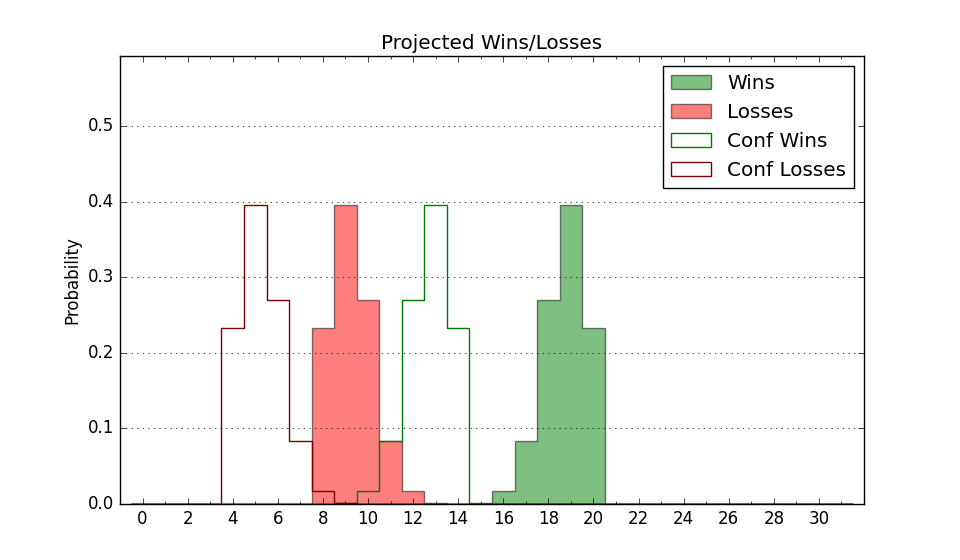 Projected Wins/Losses
Wins
Losses
Conf Wins
Conf Losses
Probability
0.5
0.4
0.3
0.2
0.1
0.0
0 2 4 6 8 10 12 14 16 18 20 22 24 26 28 30